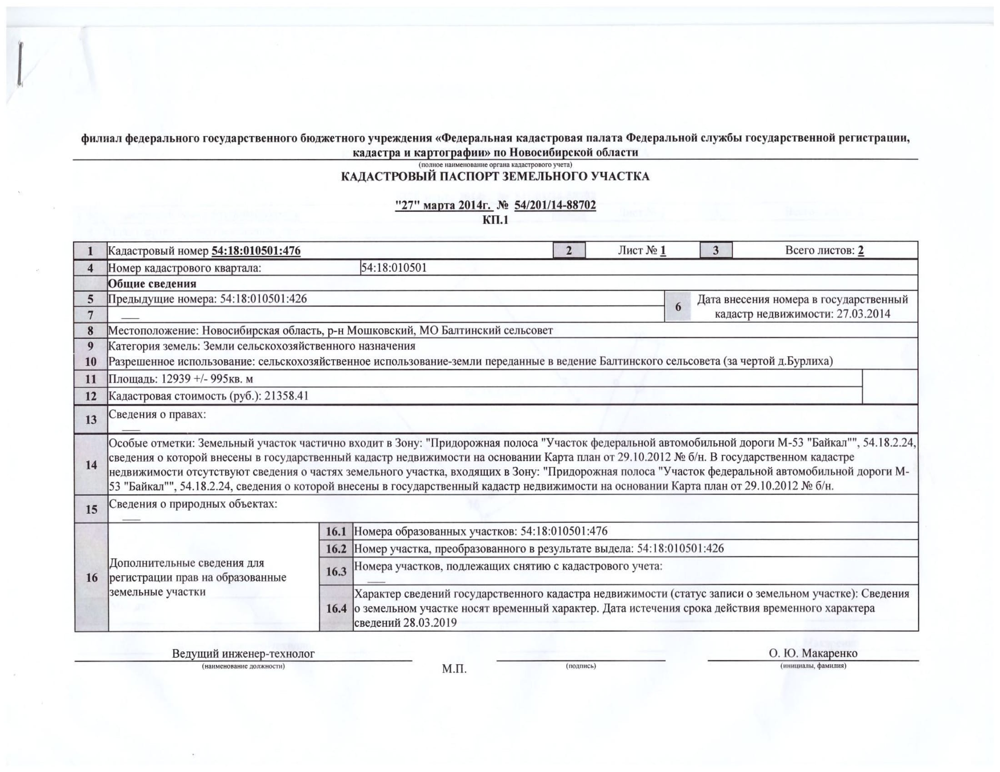 филиал федерального государственного бюджетного учреждения «Федеральная кадастровая палата Федеральной службы государственной регистрации,
кадастра и картографии» по Новосибирской области
(полное наименование органа кадастрового учета)
КАДАСТРОВЫЙ ПАСПОРТ ЗЕМЕЛЬНОГО УЧАСТКА
"27" марта 2014г. № 54/201/14-88702
КП.1
1 Кадастровый номер 54:18:010501:476 2 Лист № 1 3 Всего листов: 2
4 Номер кадастрового квартала: 54:18:010501
Общие сведения
5 Предыдущие номера: 54:18:010501:426
6 Дата внесения номера в государственный
кадастр недвижимости: 27.03.2014
7 ___
8 Местоположение: Новосибирская область, р-н Мошковский, МО Балтинский сельсовет
9 Категория земель: Земли сельскохозяйственного назначения
10 Разрешенное использование: сельскохозяйственное использование-земли переданные в ведение Балтинского сельсовета (за чертой д.Бурлиха)
11 Площадь: 12939 +/- 995кв. м
12 Кадастровая стоимость (руб.): 21358.41
13 Сведения о правах:
___
14 Особые отметки: Земельный участок частично входит в Зону: "Придорожная полоса "Участок федеральной автомобильной дороги М-53 "Байкал"", 54.18.2.24,
сведения о которой внесены в государственный кадастр недвижимости на основании Карта план от 29.10.2012 № б/н. В государственном кадастре
недвижимости отсутствуют сведения о частях земельного участка, входящих в Зону: "Придорожная полоса "Участок федеральной автомобильной дороги М-
53 "Байкал"", 54.18.2.24, сведения о которой внесены в государственный кадастр недвижимости на основании Карта план от 29.10.2012 № б/н.
15 Сведения о природных объектах:
___
16 Дополнительные сведения для
регистрации прав на образованные
земельные участки
16.1 Номера образованных участков: 54:18:010501:476
16.2 Номер участка, преобразованного в результате выдела: 54:18:010501:426
16.3 Номера участков, подлежащих снятию с кадастрового учета:
___
16.4 Характер сведений государственного кадастра недвижимости (статус записи о земельном участке): Сведения
о земельном участке носят временный характер. Дата истечения срока действия временного характера
сведений 28.03.2019
Ведущий инженер-технолог О. Ю. Макаренко
(наименование должности) М.П. (подпись) (инициалы, фамилия)